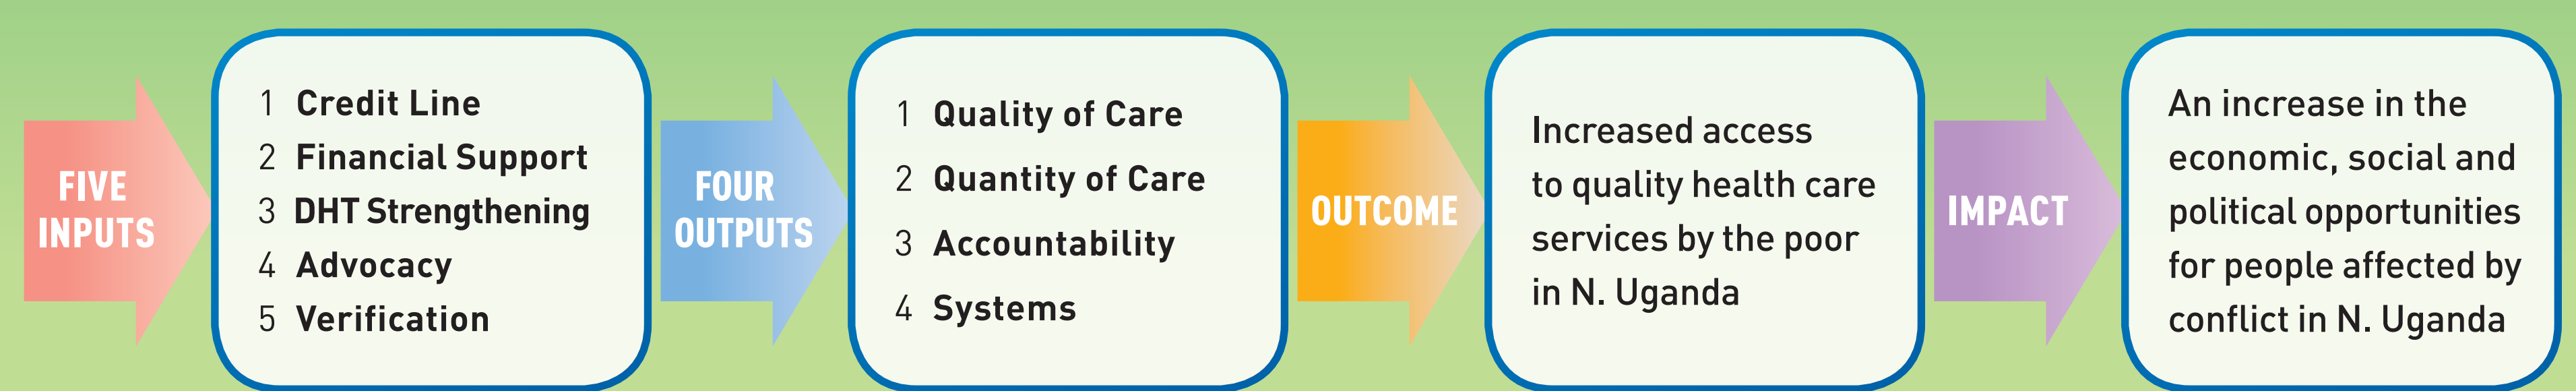 FIVE
INPUTS
1 Credit Line
2 Financial Support
3 DHT Strengthening
4 Advocacy
5 Verification
FOUR
OUTPUTS
1 Quality of Care
2 Quantity of Care
3 Accountability
4 Systems
OUTCOME
Increased access
to quality health care
services by the poor
in N. Uganda
IMPACT
An increase in the
economic, social and
political opportunities
for people affected by
conflict in N. Uganda